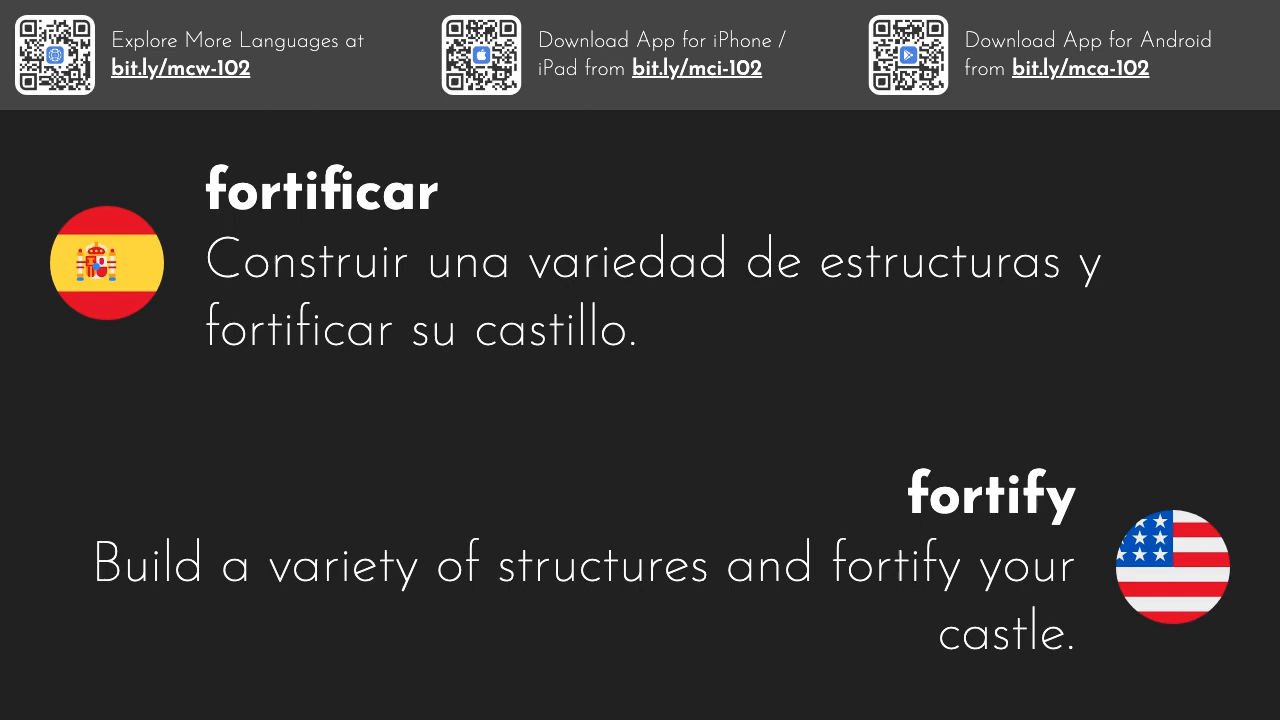 Explore More Languages at
bit.ly/mcw-102
Download App for iPhone /
iPad from bit.ly/mci-102
Download App for Android
from bit.ly/mca-102
fortificar
Construir una variedad de estructuras y
fortificar su castillo.
fortify
Build a variety of structures and fortify your
castle.